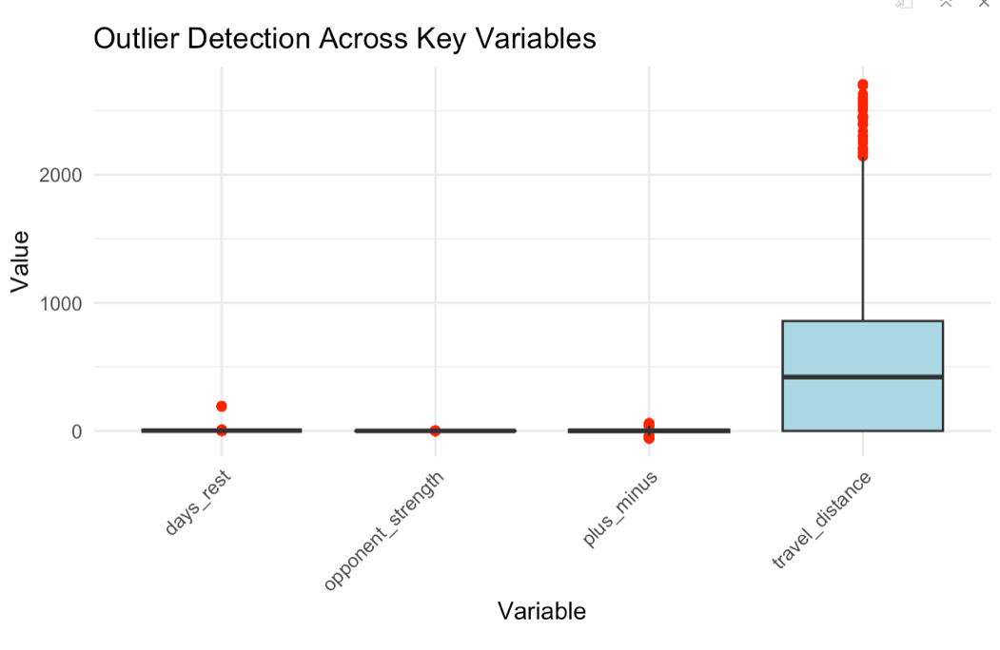 Outlier Detection Across Key Variables
Value
2000
1000
0
days_rest
opponent_strength
plus_minus
travel_distance
Variable